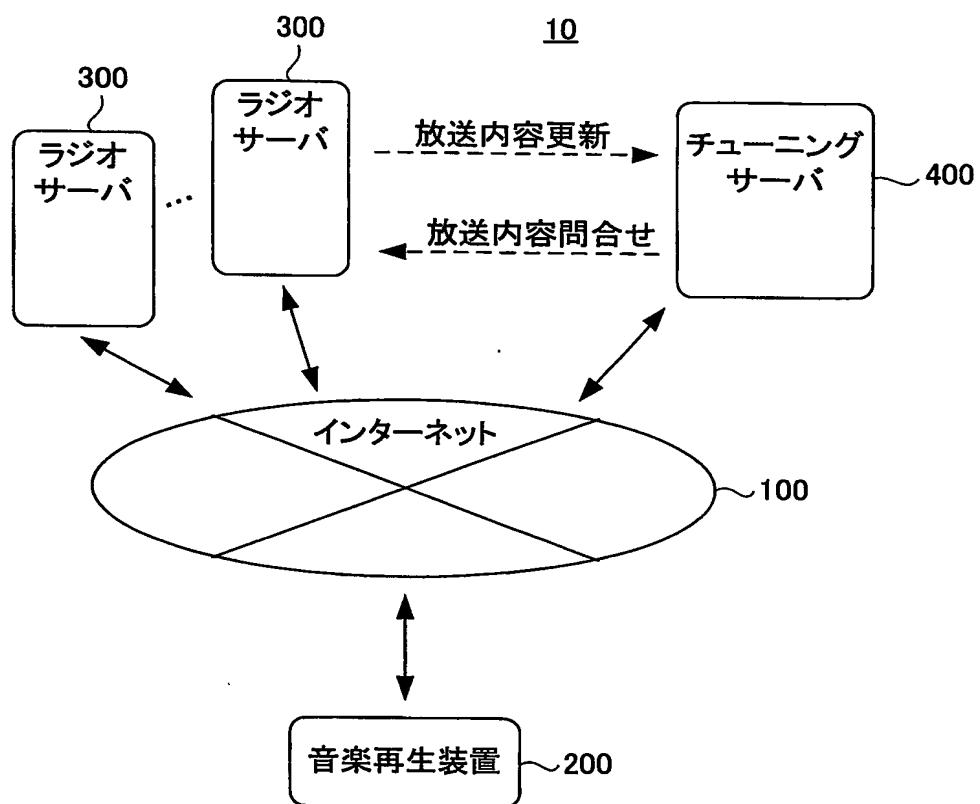 10
300
300
ラジオ
サーバ
ラジオ
サーバ
...
放送内容更新
放送内容問合せ
チューニング
サーバ
400
インターネット
100
音楽再生装置
200